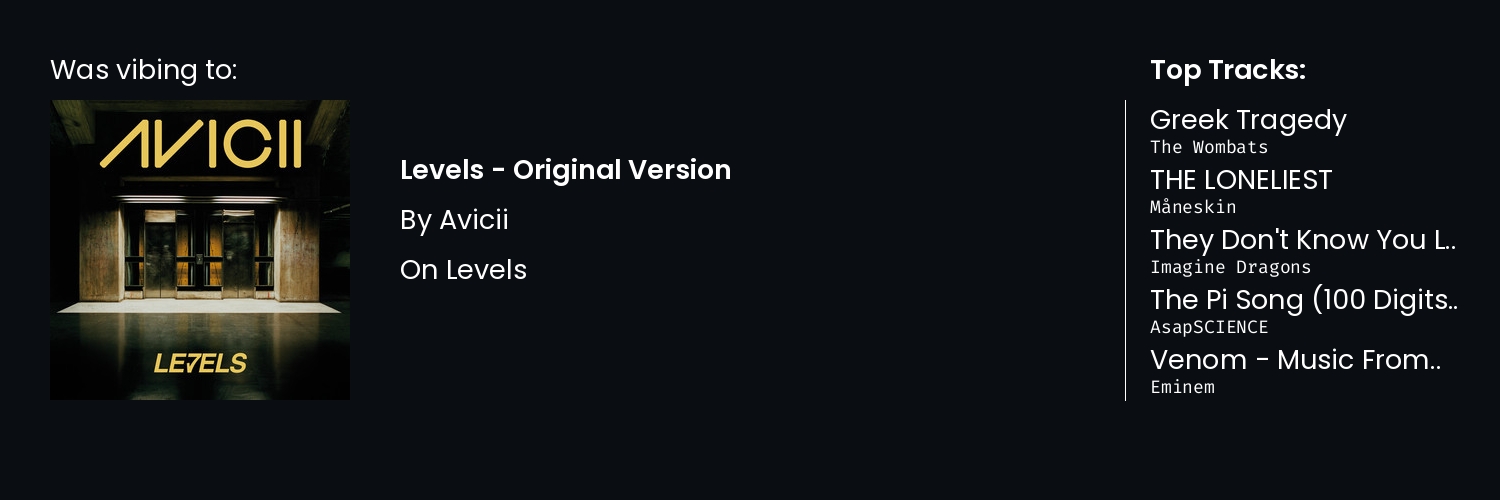 Was vibing to:
AVICII
LEVELS
Levels - Original Version
By Avicii
On Levels
Top Tracks:
Greek Tragedy
The Wombats
THE LONELIEST
Måneskin
They Don't Know You L..
Imagine Dragons
The Pi Song (100 Digits..
AsapSCIENCE
Venom - Music From..
Eminem